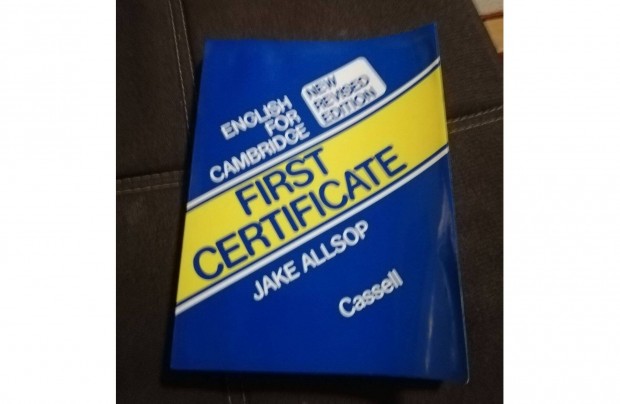 ENGLISH
FOR
CAMBRIDGE
NEW
REVISED
EDITION
FIRST
CERTIFICATE
JAKE ALLSOP
Cassell